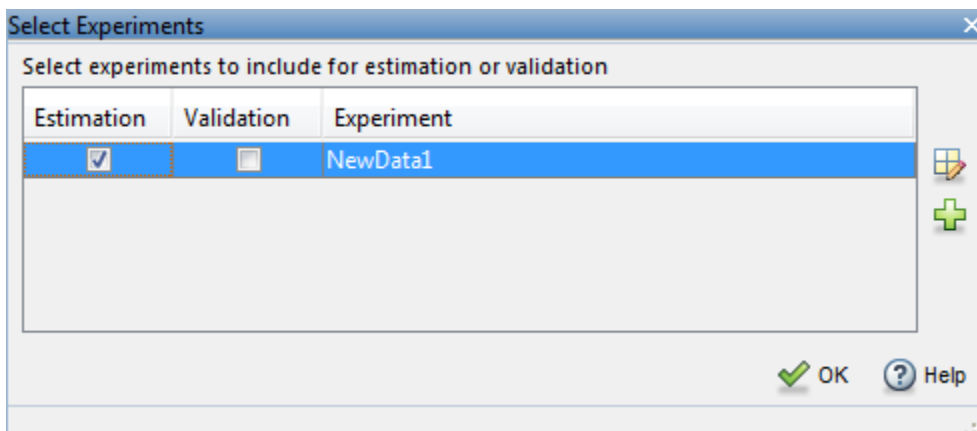 Select Experiments
Select experiments to include for estimation or validation
Estimation Validation Experiment
NewData1
OK Help